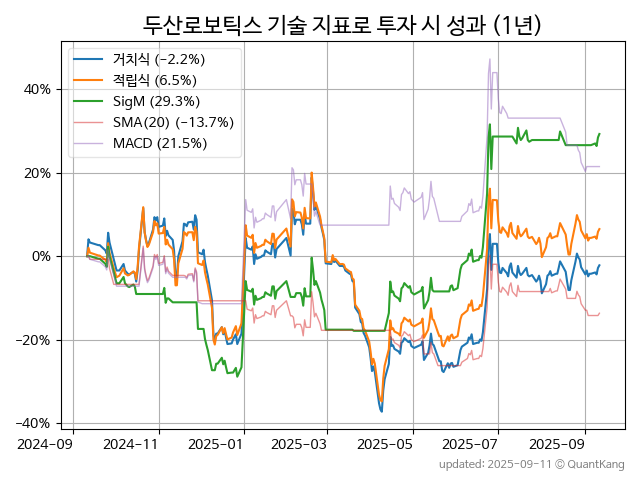 두산로보틱스 기술 지표로 투자 시 성과 (1년)
거치식 (−2.2%)
적립식 (6.5%)
SigM (29.3%)
SMA(20) (−13.7%)
MACD (21.5%)
40%
20%
0%
−20%
−40%
2024-09 2024-11 2025-01 2025-03 2025-05 2025-07 2025-09
updated: 2025-09-11 © QuantKang